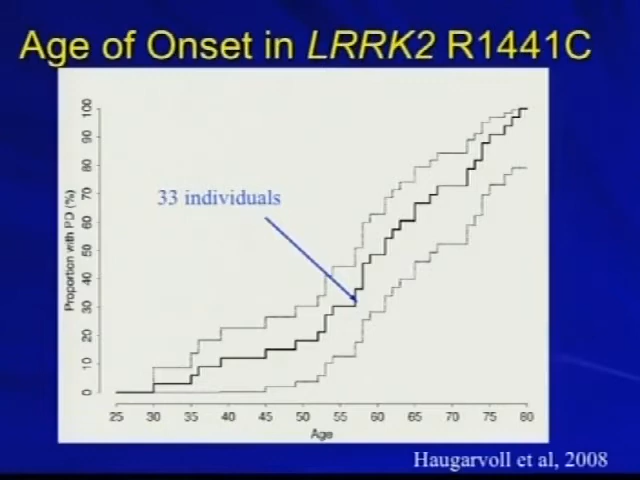 Age of Onset in LRRK2 R1441C
Proportion with PD (%)
100
90
80
70
60
50
40
30
20
10
0
33 individuals
25 30 35 40 45 50 55 60 65 70 75 80
Age
Haugarvoll et al, 2008